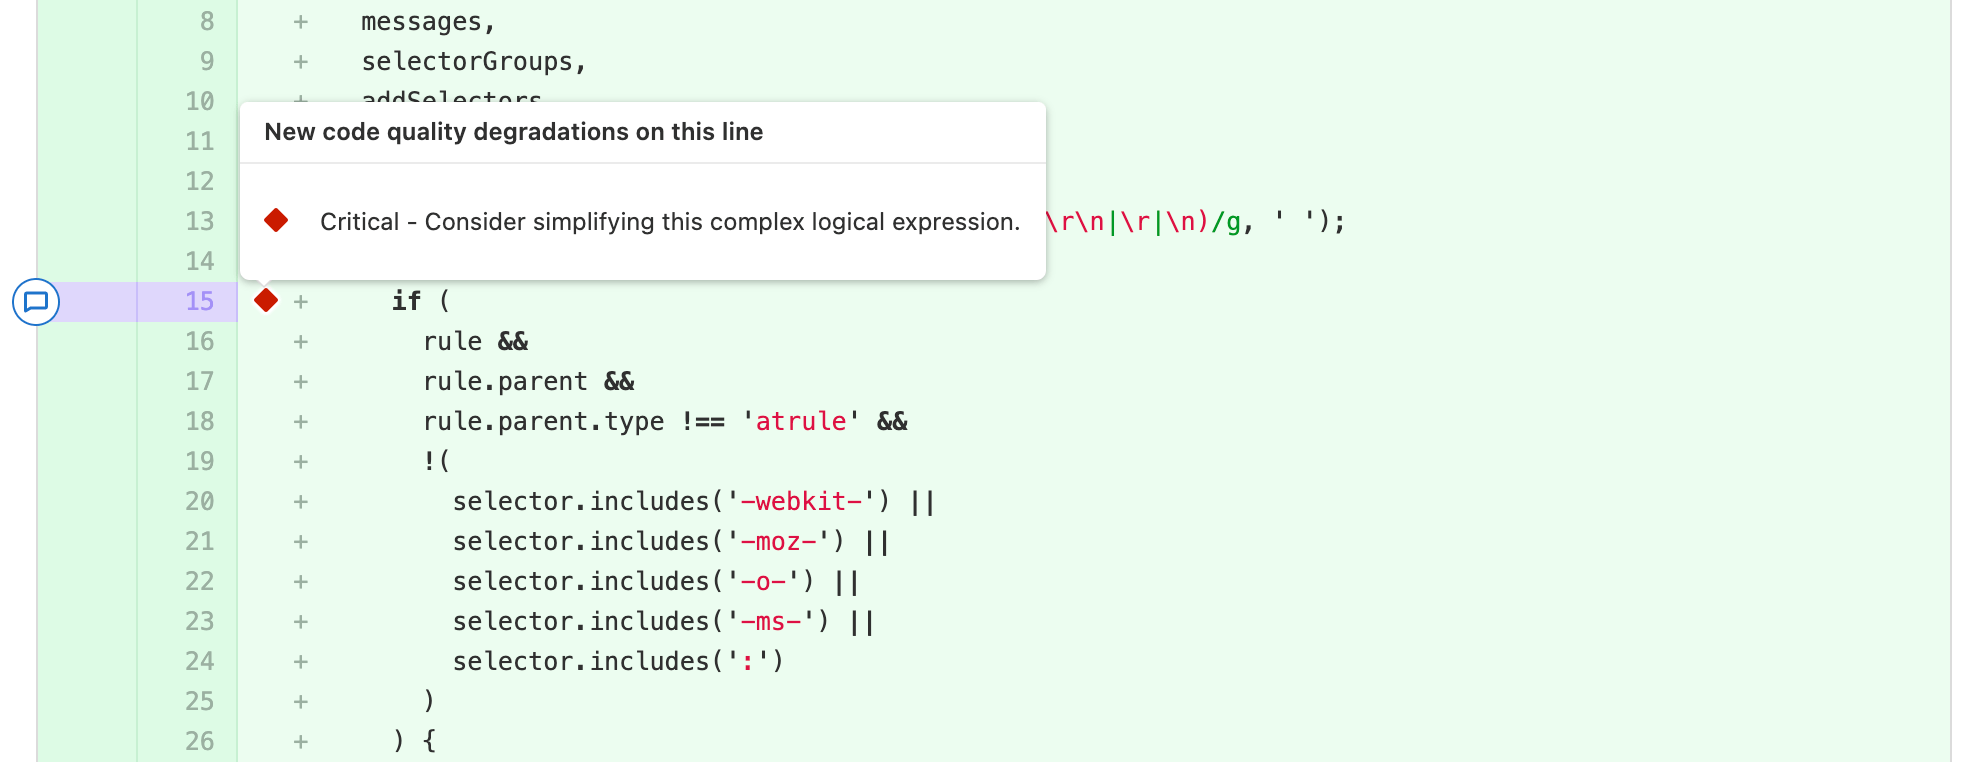 8 + messages,
9 + selectorGroups,
10 + addSelectors
New code quality degradations on this line
11
12
Critical - Consider simplifying this complex logical expression.
13 \r\n|\r|\n)/g, ' ');
14
15 + if (
16 + rule &&
17 + rule.parent &&
18 + rule.parent.type !== 'atrule' &&
19 + !(
20 + selector.includes('-webkit-') ||
21 + selector.includes('-moz-') ||
22 + selector.includes('-o-') ||
23 + selector.includes('-ms-') ||
24 + selector.includes(':')
25 + )
26 + ) {